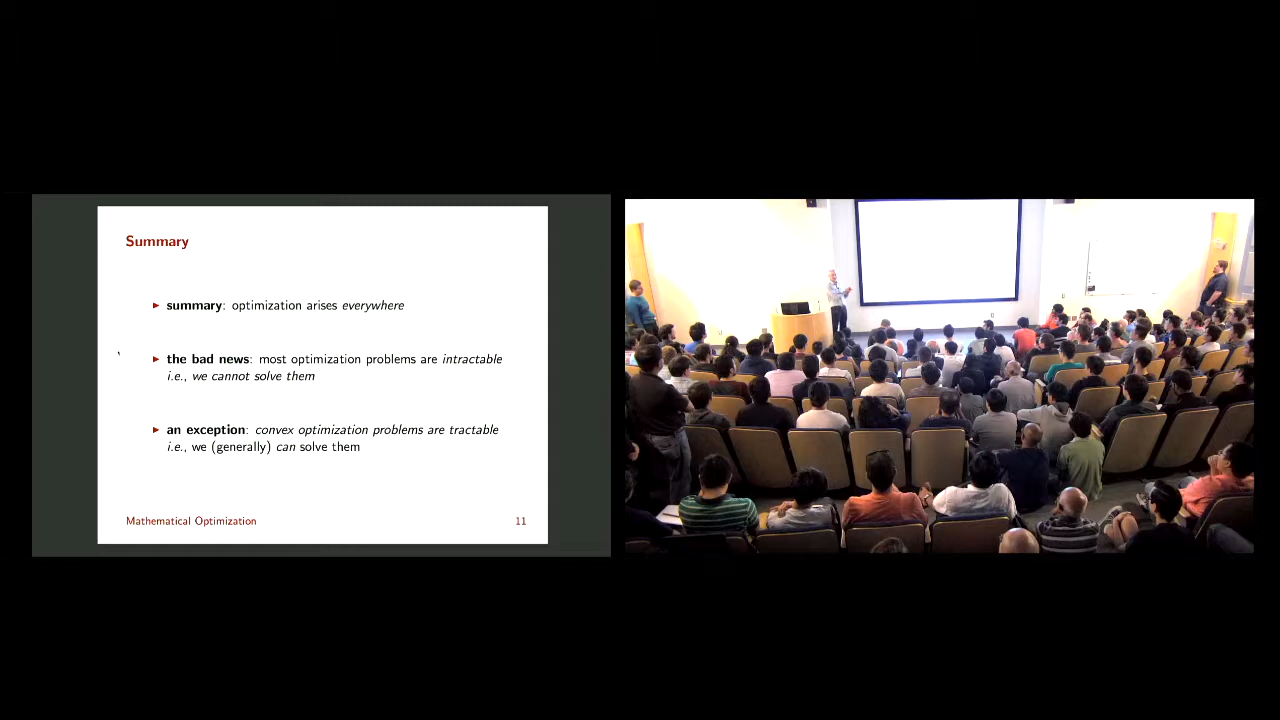 Summary
▶ summary: optimization arises everywhere
▶ the bad news: most optimization problems are intractable
i.e., we cannot solve them
▶ an exception: convex optimization problems are tractable
i.e., we (generally) can solve them
Mathematical Optimization 11